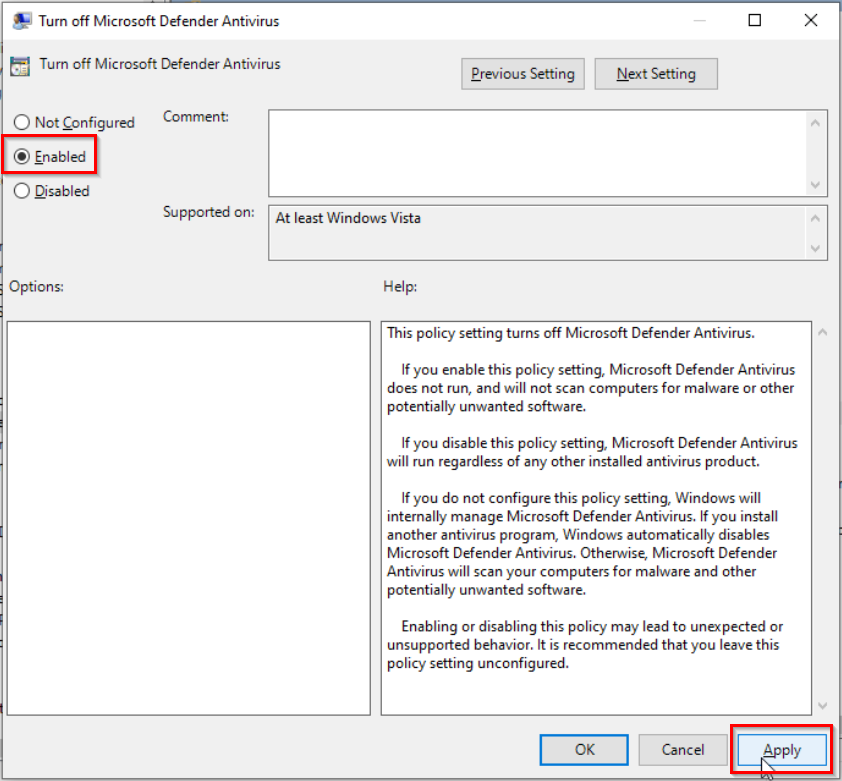 Turn off Microsoft Defender Antivirus
Turn off Microsoft Defender Antivirus
Previous Setting
Next Setting
Not Configured
Enabled
Disabled
Comment:
Supported on:
At least Windows Vista
Options:
Help:
This policy setting turns off Microsoft Defender Antivirus.
If you enable this policy setting, Microsoft Defender Antivirus
does not run, and will not scan computers for malware or other
potentially unwanted software.
If you disable this policy setting, Microsoft Defender Antivirus
will run regardless of any other installed antivirus product.
If you do not configure this policy setting, Windows will
internally manage Microsoft Defender Antivirus. If you install
another antivirus program, Windows automatically disables
Microsoft Defender Antivirus. Otherwise, Microsoft Defender
Antivirus will scan your computers for malware and other
potentially unwanted software.
Enabling or disabling this policy may lead to unexpected or
unsupported behavior. It is recommended that you leave this
policy setting unconfigured.
OK
Cancel
Apply